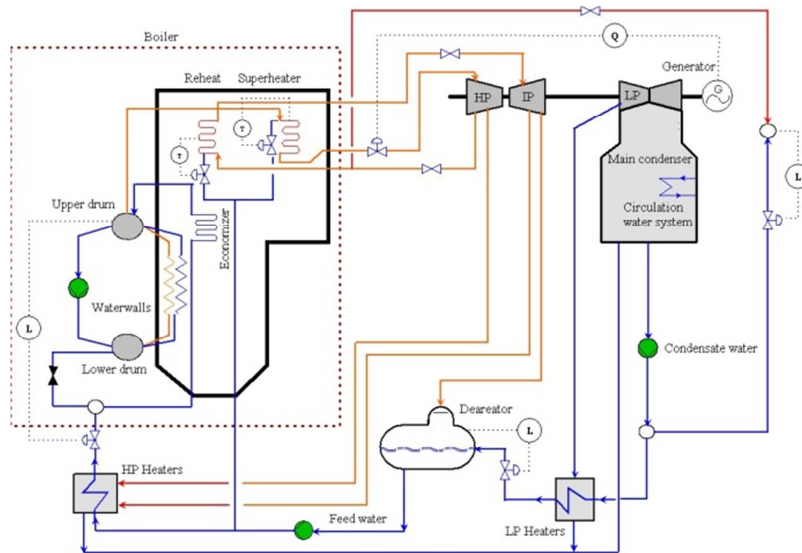 Boiler
Q
Reheat Superheater
Generator
HP
IP
LP
G
T
T
Main condenser
L
Circulation
water system
Upper drum
Economizer
Waterwalls
L
Condensate water
Lower drum
Deareator
L
HP Heaters
Feed water
LP Heaters